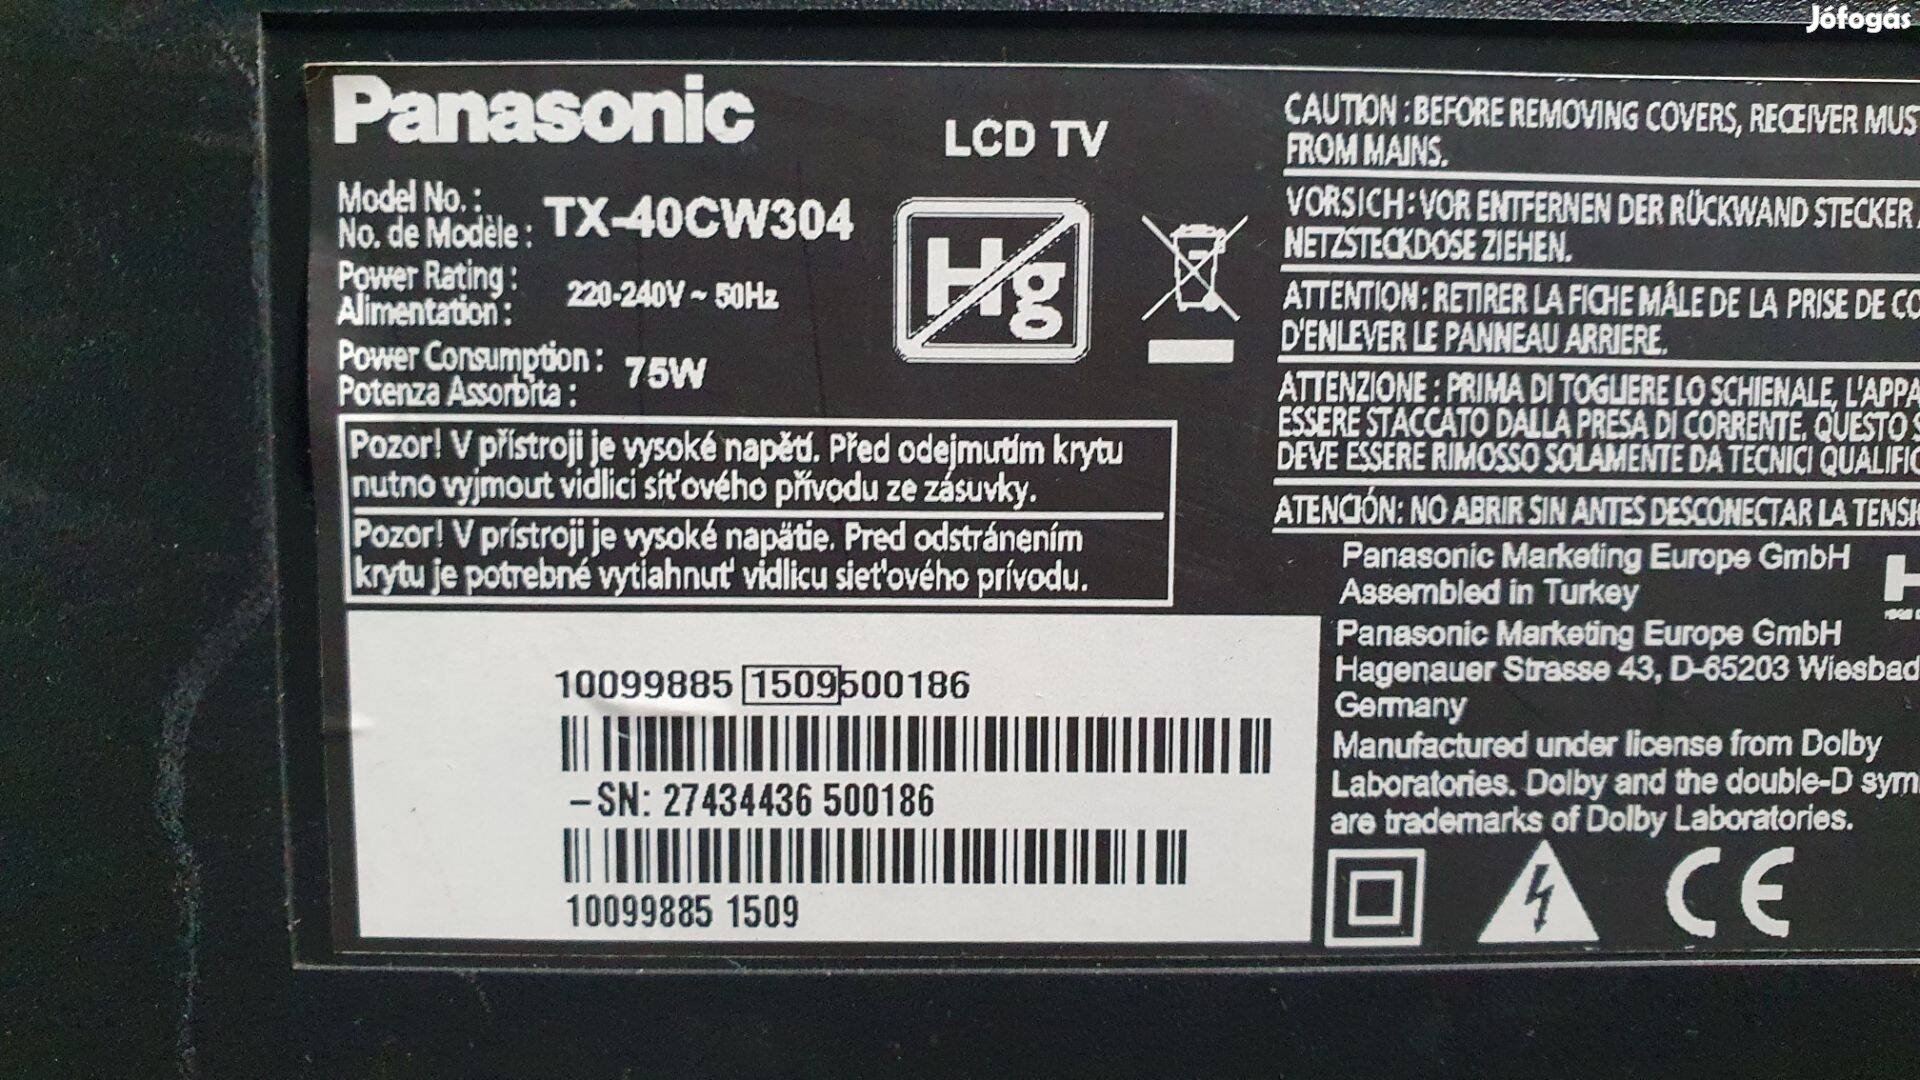 Jófogás
Panasonic
LCD TV
Model No. :
No. de Modèle :
TX-40CW304
Power Rating :
Alimentation :
220-240V ~ 50Hz
Power Consumption :
Potenza Assorbita :
75W
Hg
Pozor! V přístroji je vysoké napětí. Před odejmutím krytu
nutno vyjmout vidlici síťového přívodu ze zásuvky.
Pozor! V prístroji je vysoké napätie. Pred odstránením
krytu je potrebné vytiahnuť vidlicu sieťového prívodu.
10099885 1509 500186
-SN: 27434436 500186
10099885 1509
CAUTION : BEFORE REMOVING COVERS, RECEIVER MUST
FROM MAINS.
VORSICH : VOR ENTFERNEN DER RÜCKWAND STECKER
NETZSTECKDOSE ZIEHEN.
ATTENTION : RETIRER LA FICHE MÂLE DE LA PRISE DE CO
D'ENLEVER LE PANNEAU ARRIERE.
ATTENZIONE : PRIMA DI TOGLIERE LO SCHIENALE, L'APPA
ESSERE STACCATO DALLA PRESA DI CORRENTE. QUESTO S
DEVE ESSERE RIMOSSO SOLAMENTE DA TECNICI QUALIFIC
ATENCIÓN: NO ABRIR SIN ANTES DESCONECTAR LA TENSI
Panasonic Marketing Europe GmbH
Assembled in Turkey
Panasonic Marketing Europe GmbH
Hagenauer Strasse 43, D-65203 Wiesbad
Germany
Manufactured under license from Dolby
Laboratories. Dolby and the double-D sym
are trademarks of Dolby Laboratories.
CE